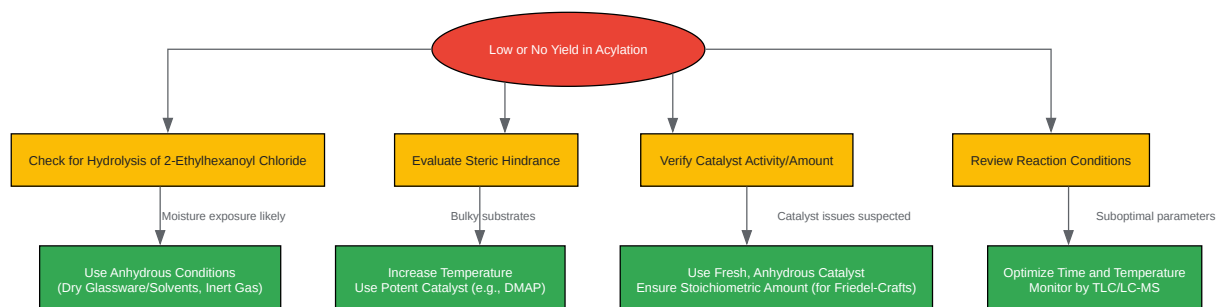 Low or No Yield in Acylation
Check for Hydrolysis of 2-Ethylhexanoyl Chloride
Evaluate Steric Hindrance
Verify Catalyst Activity/Amount
Review Reaction Conditions
Moisture exposure likely
Bulky substrates
Catalyst issues suspected
Suboptimal parameters
Use Anhydrous Conditions
(Dry Glassware/Solvents, Inert Gas)
Increase Temperature
Use Potent Catalyst (e.g., DMAP)
Use Fresh, Anhydrous Catalyst
Ensure Stoichiometric Amount (for Friedel-Crafts)
Optimize Time and Temperature
Monitor by TLC/LC-MS